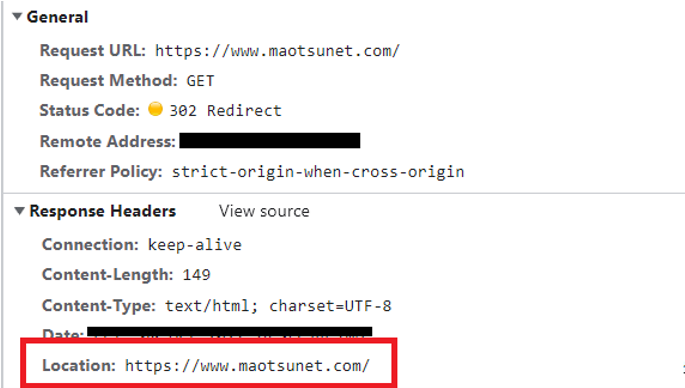 General
Request URL: https://www.maotsunet.com/
Request Method: GET
Status Code: 302 Redirect
Remote Address:
Referrer Policy: strict-origin-when-cross-origin
Response Headers View source
Connection: keep-alive
Content-Length: 149
Content-Type: text/html; charset=UTF-8
Date:
Location: https://www.maotsunet.com/